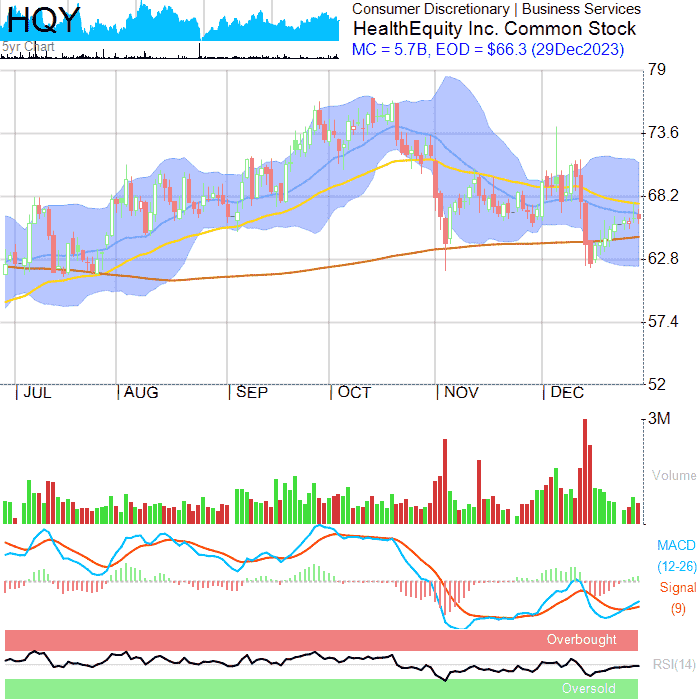 HQY
5yr Chart
Consumer Discretionary | Business Services
HealthEquity Inc. Common Stock
MC = 5.7B, EOD = $66.3 (29Dec2023)
79
73.6
68.2
62.8
57.4
52
JUL AUG SEP OCT NOV DEC
3M
Volume
MACD
(12-26)
Signal
(9)
Overbought
RSI(14)
Oversold